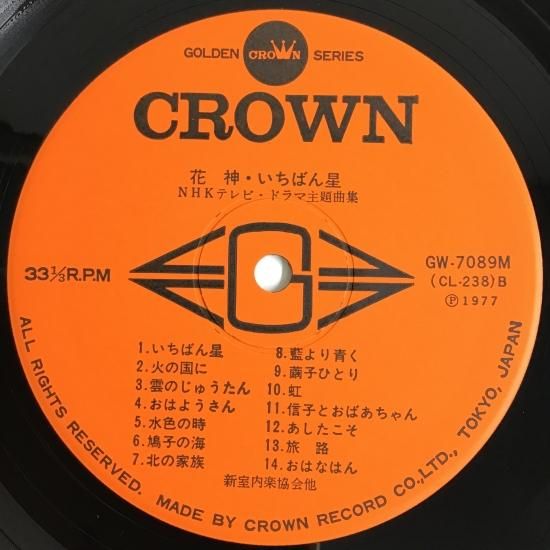 GOLDEN CROWN SERIES
CROWN
花 神・いちばん星
NHKテレビ・ドラマ主題曲集
33⅓R.P.M
G
GW-7089M
(CL-238)B
Ⓟ1977
1.いちばん星
2.火の国に
3.雲のじゅうたん
4.おはようさん
5.水色の時
6.鳩子の海
7.北の家族
8.藍より青く
9.繭子ひとり
10.虹
11.信子とおばあちゃん
12.あしたこそ
13.旅 路
14.おはなはん
新室内楽協会他
ALL RIGHTS RESERVED. MADE BY CROWN RECORD CO.,LTD., TOKYO, JAPAN